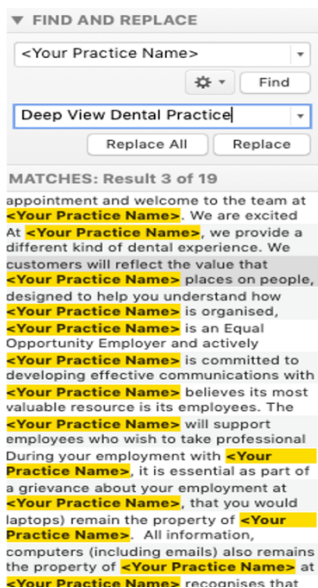 ▼ FIND AND REPLACE
<Your Practice Name>
Find
Deep View Dental Practice
Replace All Replace
MATCHES: Result 3 of 19
appointment and welcome to the team at
<Your Practice Name>. We are excited
At <Your Practice Name>, we provide a
different kind of dental experience. We
customers will reflect the value that
<Your Practice Name> places on people,
designed to help you understand how
<Your Practice Name> is organised,
<Your Practice Name> is an Equal
Opportunity Employer and actively
<Your Practice Name> is committed to
developing effective communications with
<Your Practice Name> believes its most
valuable resource is its employees. The
<Your Practice Name> will support
employees who wish to take professional
During your employment with <Your
Practice Name>, it is essential as part of
a grievance about your employment at
<Your Practice Name>, that you would
laptops) remain the property of <Your
Practice Name>. All information,
computers (including emails) also remains
the property of <Your Practice Name> at
<Your Practice Name> recognises that